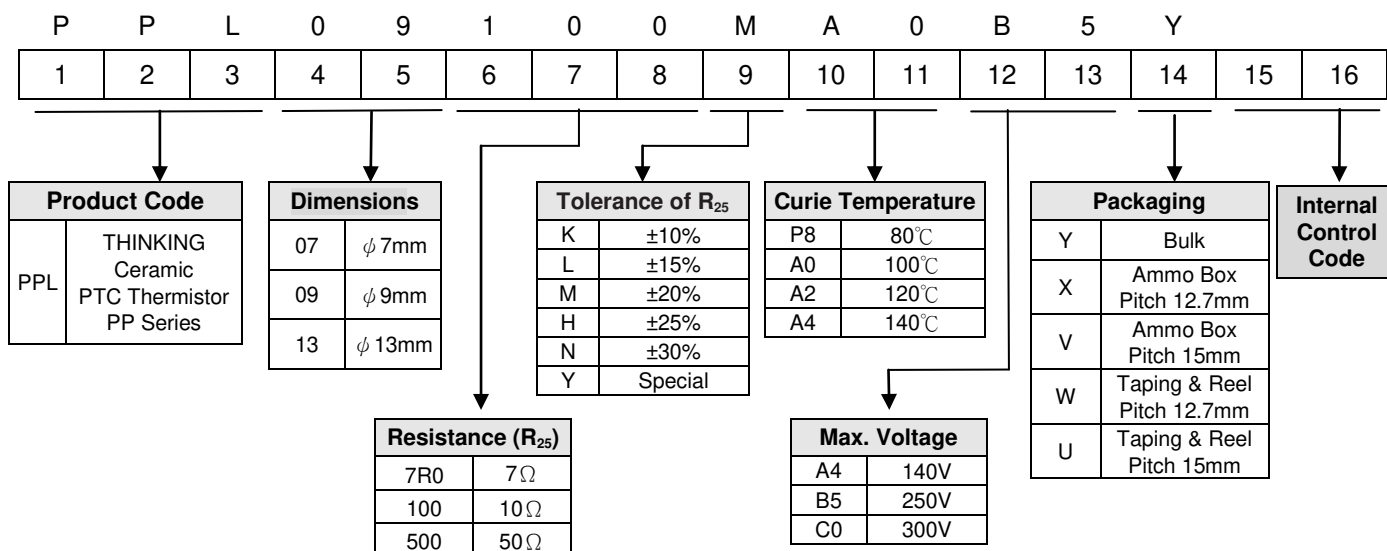 P P L 0 9 1 0 0 M A 0 B 5 Y
1 2 3 4 5 6 7 8 9 10 11 12 13 14 15 16
Product Code
PPL
THINKING
Ceramic
PTC Thermistor
PP Series
Dimensions
07 ϕ7mm
09 ϕ9mm
13 ϕ13mm
Resistance (R25)
7R0 7Ω
100 10Ω
500 50Ω
Tolerance of R25
K ±10%
L ±15%
M ±20%
H ±25%
N ±30%
Y Special
Curie Temperature
P8 80℃
A0 100℃
A2 120℃
A4 140℃
Max. Voltage
A4 140V
B5 250V
C0 300V
Packaging
Y Bulk
X Ammo Box
Pitch 12.7mm
V Ammo Box
Pitch 15mm
W Taping & Reel
Pitch 12.7mm
U Taping & Reel
Pitch 15mm
Internal
Control
Code